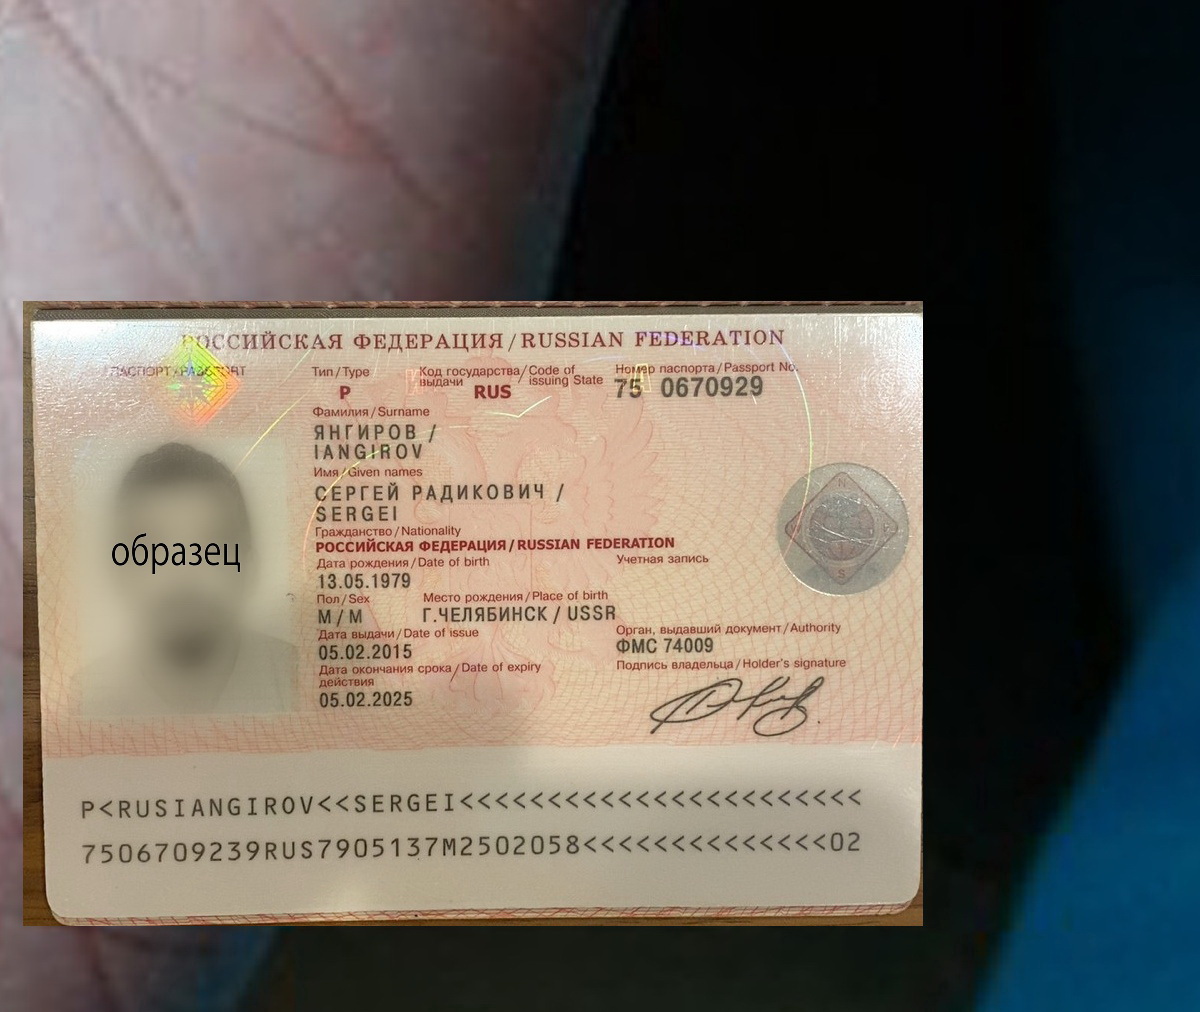 РОССИЙСКАЯ ФЕДЕРАЦИЯ / RUSSIAN FEDERATION
ПАСПОРТ / PASSPORT
Тип / Type
Код государства / Code of
выдачи issuing State
Номер паспорта / Passport No.
P
RUS
75 0670929
Фамилия / Surname
ЯНГИРОВ /
IANGIROV
Имя / Given names
СЕРГЕЙ РАДИКОВИЧ /
SERGEI
Гражданство / Nationality
РОССИЙСКАЯ ФЕДЕРАЦИЯ / RUSSIAN FEDERATION
Дата рождения / Date of birth
Учетная запись
13.05.1979
Пол / Sex
Место рождения / Place of birth
М / M
Г.ЧЕЛЯБИНСК / USSR
Дата выдачи / Date of issue
Орган, выдавший документ / Authority
05.02.2015
ФМС 74009
Дата окончания срока / Date of expiry
действия
Подпись владельца / Holder's signature
05.02.2025
образец
N
E
S
P<RUSIANGIROV<<SERGEI<<<<<<<<<<<<<<<<<<<<<<<
7506709239RUS7905137M2502058<<<<<<<<<<<<<<02